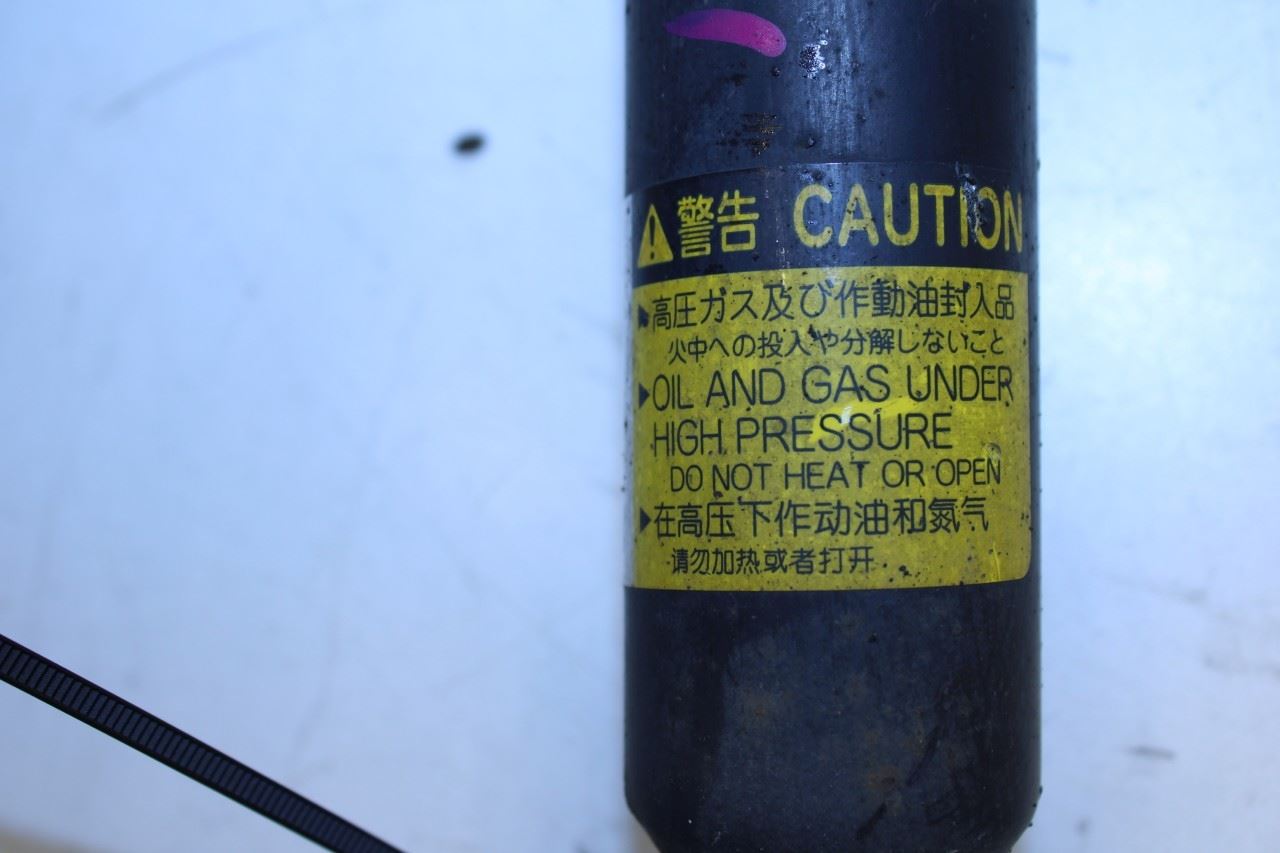 警告 CAUTION
高圧ガス及び作動油封入品
火中への投入や分解しないこと
OIL AND GAS UNDER
HIGH PRESSURE
DO NOT HEAT OR OPEN
在高压下作动油和氮气
请勿加热或者打开